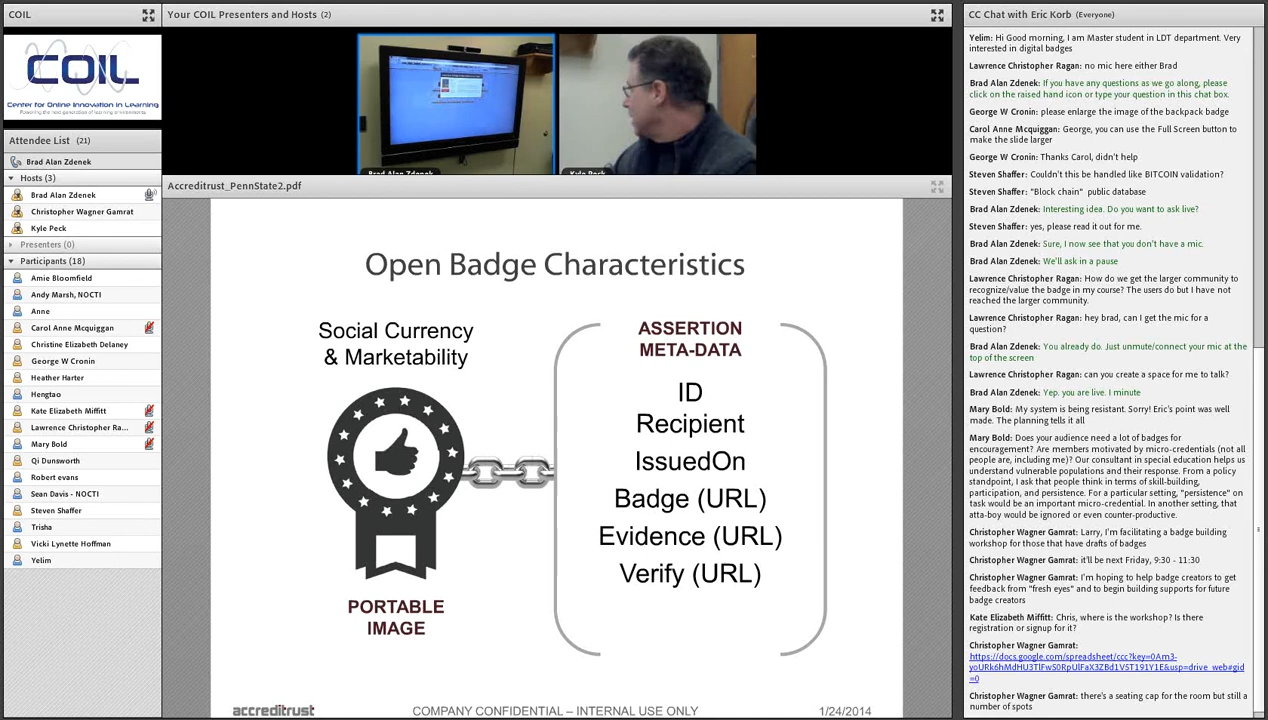 COIL
Your COIL Presenters and Hosts (2)
CC Chat with Eric Korb (Everyone)
COIL
Center for Online Innovation in Learning
Powering the next generation of learning environments.
Attendee List (21)
Brad Alan Zdenek
Hosts (3)
Brad Alan Zdenek
Christopher Wagner Gamrat
Kyle Peck
Presenters (0)
Participants (18)
Amie Bloomfield
Andy Marsh, NOCTI
Anne
Carol Anne Mcquiggan
Christine Elizabeth Delaney
George W Cronin
Heather Harter
Hengtao
Kate Elizabeth Miffitt
Lawrence Christopher Ra...
Mary Bold
Qi Dunsworth
Robert evans
Sean Davis - NOCTI
Steven Shaffer
Trisha
Vicki Lynette Hoffman
Yelim
Brad Alan Zdenek
Kyle Peck
Accreditrust_PennState2.pdf
Open Badge Characteristics
Social Currency
& Marketability
PORTABLE
IMAGE
ASSERTION
META-DATA
ID
Recipient
IssuedOn
Badge (URL)
Evidence (URL)
Verify (URL)
accreditrust
COMPANY CONFIDENTIAL – INTERNAL USE ONLY
1/24/2014
Yelim: Hi Good morning, I am Master student in LDT department. Very
interested in digital badges
Lawrence Christopher Ragan: no mic here either Brad
Brad Alan Zdenek: If you have any questions as we go along, please
click on the raised hand icon or type your question in this chat box.
George W Cronin: please enlarge the image of the backpack badge
Carol Anne Mcquiggan: George, you can use the Full Screen button to
make the slide larger
George W Cronin: Thanks Carol, didn't help
Steven Shaffer: Couldn't this be handled like BITCOIN validation?
Steven Shaffer: "Block chain" public database
Brad Alan Zdenek: Interesting idea. Do you want to ask live?
Steven Shaffer: yes, please read it out for me.
Brad Alan Zdenek: Sure, I now see that you don't have a mic.
Brad Alan Zdenek: We'll ask in a pause
Lawrence Christopher Ragan: How do we get the larger community to
recognize/value the badge in my course? The users do but I have not
reached the larger community.
Lawrence Christopher Ragan: hey brad, can I get the mic for a
question?
Brad Alan Zdenek: You already do. Just unmute/connect your mic at the
top of the screen
Lawrence Christopher Ragan: can you create a space for me to talk?
Brad Alan Zdenek: Yep. you are live. 1 minute
Mary Bold: My system is being resistant. Sorry! Eric's point was well
made. The planning tells it all
Mary Bold: Does your audience need a lot of badges for
encouragement? Are members motivated by micro-credentials (not all
people are, including me)? Our consultant in special education helps us
understand vulnerable populations and their response. From a policy
standpoint, I ask that people think in terms of skill-building,
participation, and persistence. For a particular setting, "persistence" on
task would be an important micro-credential. In another setting, that
atta-boy would be ignored or even counter-productive.
Christopher Wagner Gamrat: Larry, I'm facilitating a badge building
workshop for those that have drafts of badges
Christopher Wagner Gamrat: it'll be next Friday, 9:30 - 11:30
Christopher Wagner Gamrat: I'm hoping to help badge creators to get
feedback from "fresh eyes" and to begin building supports for future
badge creators
Kate Elizabeth Miffitt: Chris, where is the workshop? Is there
registration or signup for it?
Christopher Wagner Gamrat:
https://docs.google.com/spreadsheet/ccc?key=0Am3-
yoURk6hMdHU3TlFwS0RpUlFaX3ZBd1VST191Y1E&usp=drive_web#gid
=0
Christopher Wagner Gamrat: there's a seating cap for the room but still a
number of spots